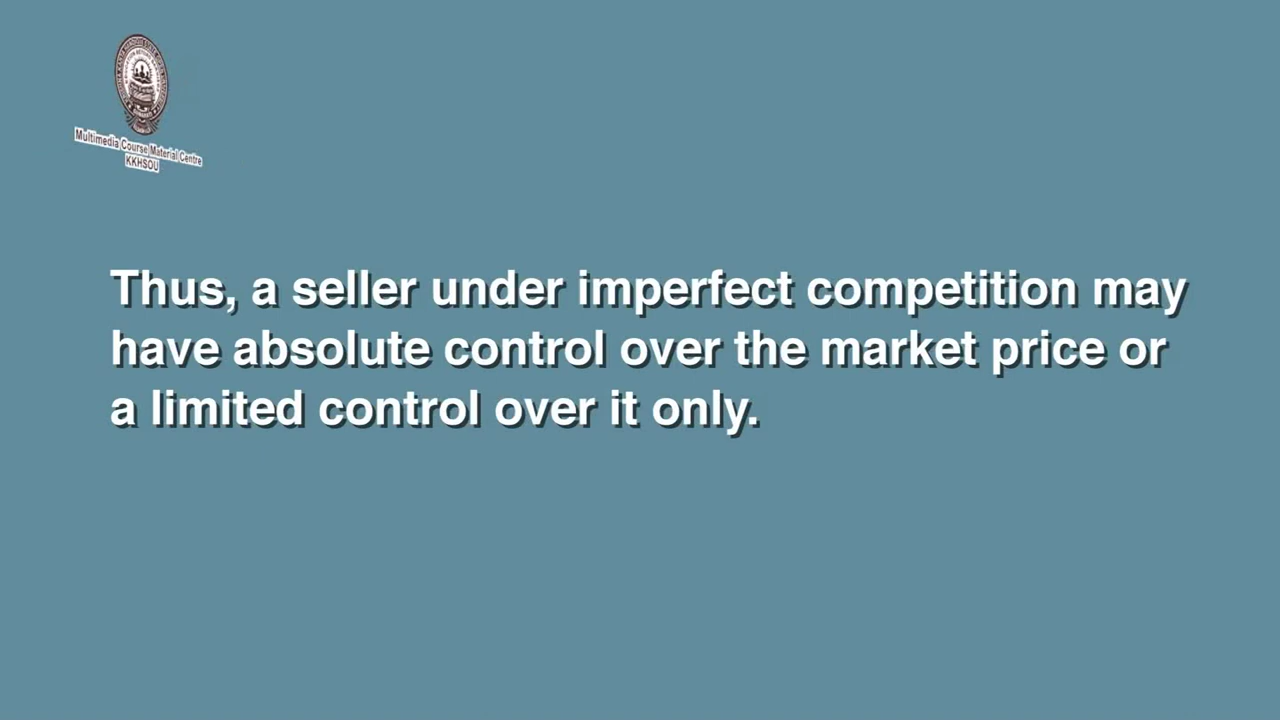 Multimedia Course Material Centre
KKHSOU
Thus, a seller under imperfect competition may
have absolute control over the market price or
a limited control over it only.